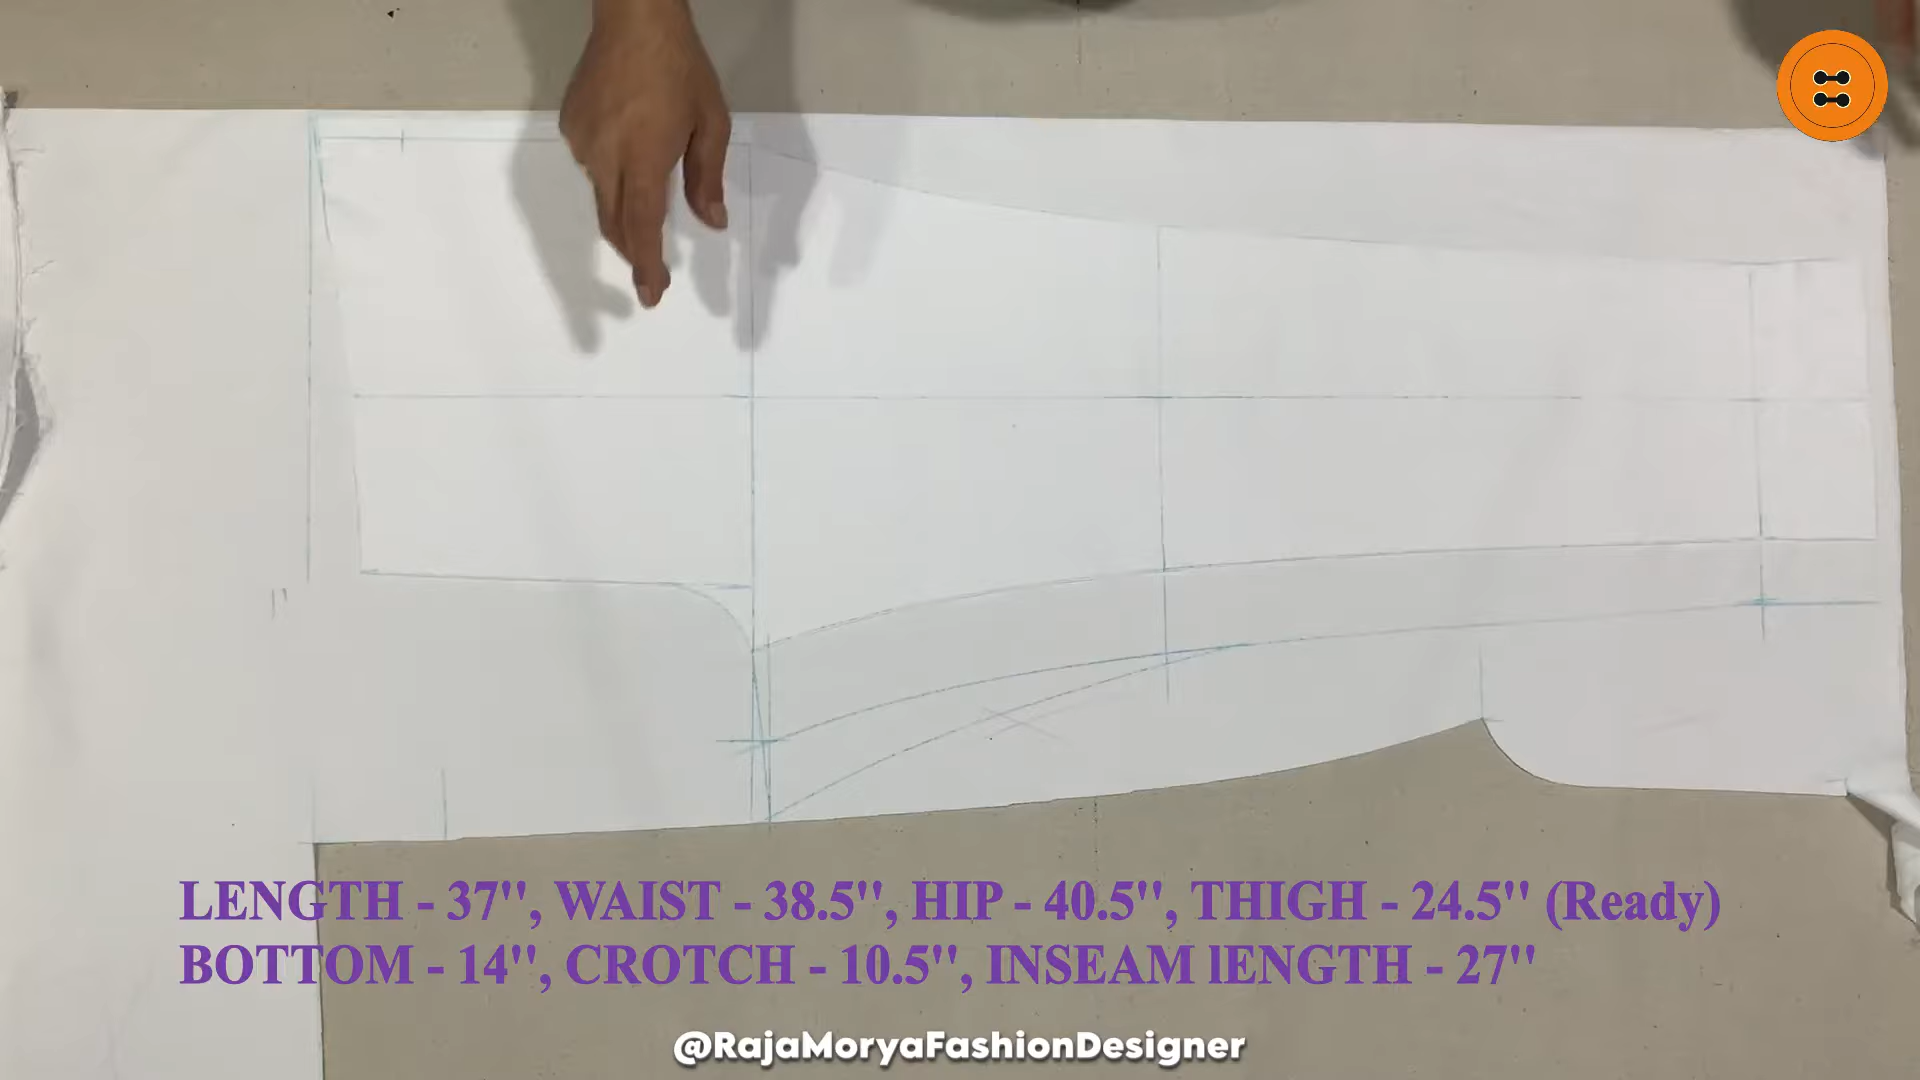 LENGTH - 37'', WAIST - 38.5'', HIP - 40.5'', THIGH - 24.5'' (Ready)
BOTTOM - 14'', CROTCH - 10.5'', INSEAM lENGTH - 27''
@RajaMoryaFashionDesigner